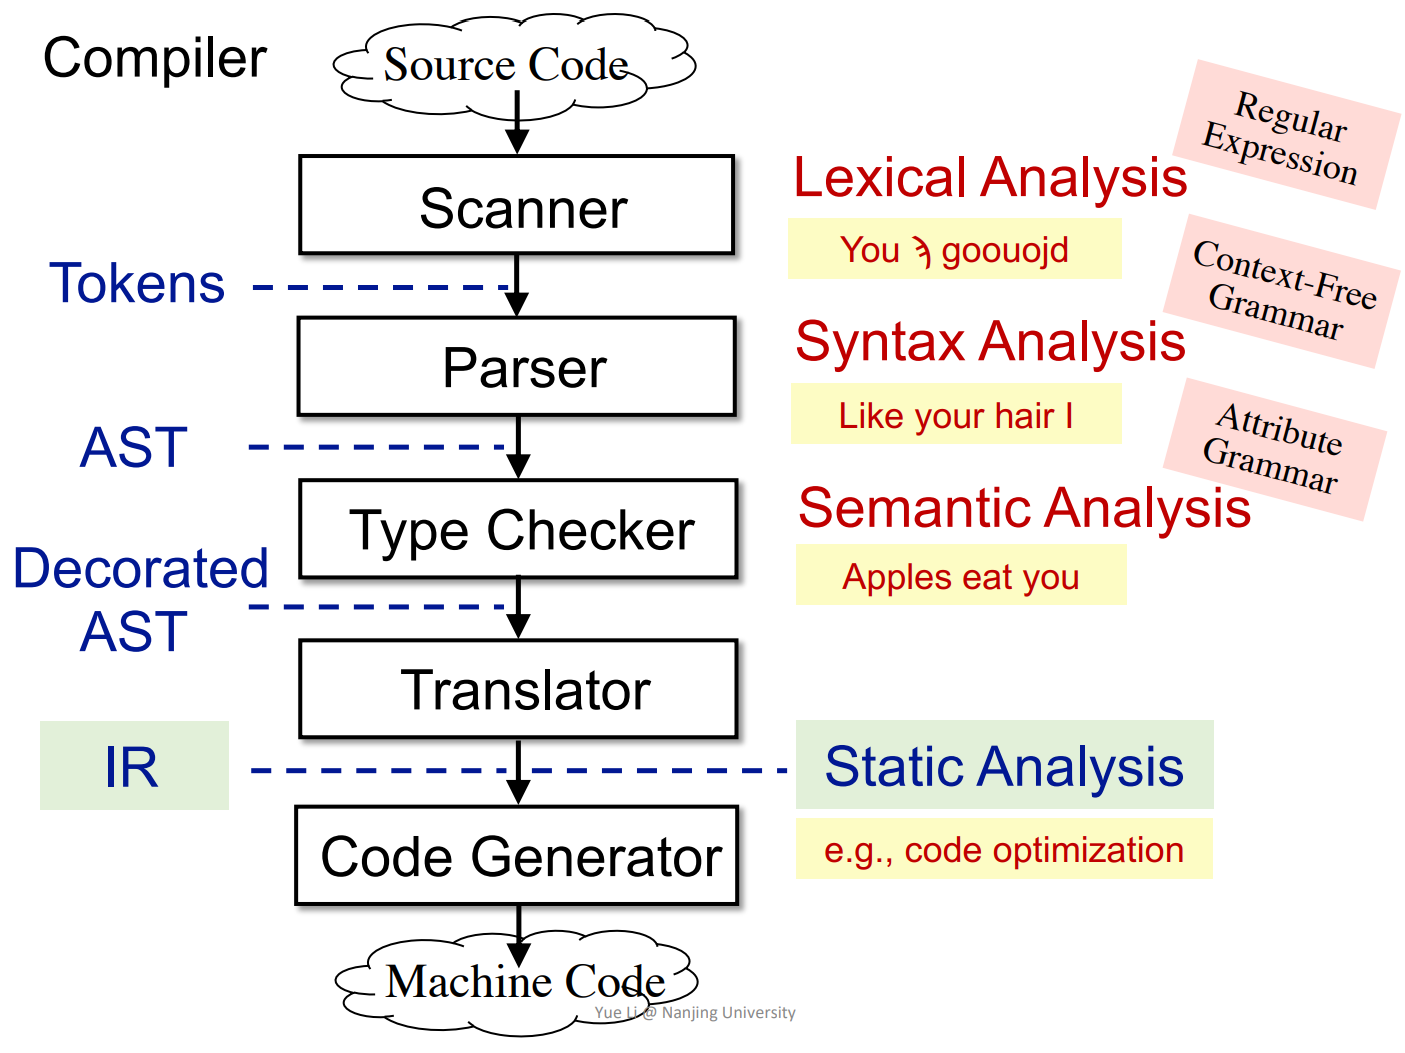 Compiler
Source Code
Scanner
Lexical Analysis
Regular
Expression
You ϡ goouojd
Tokens
Parser
Syntax Analysis
Context-Free
Grammar
Like your hair I
AST
Type Checker
Semantic Analysis
Attribute
Grammar
Apples eat you
Decorated
AST
Translator
IR
Static Analysis
e.g., code optimization
Code Generator
Machine Code
Yue Li @ Nanjing University